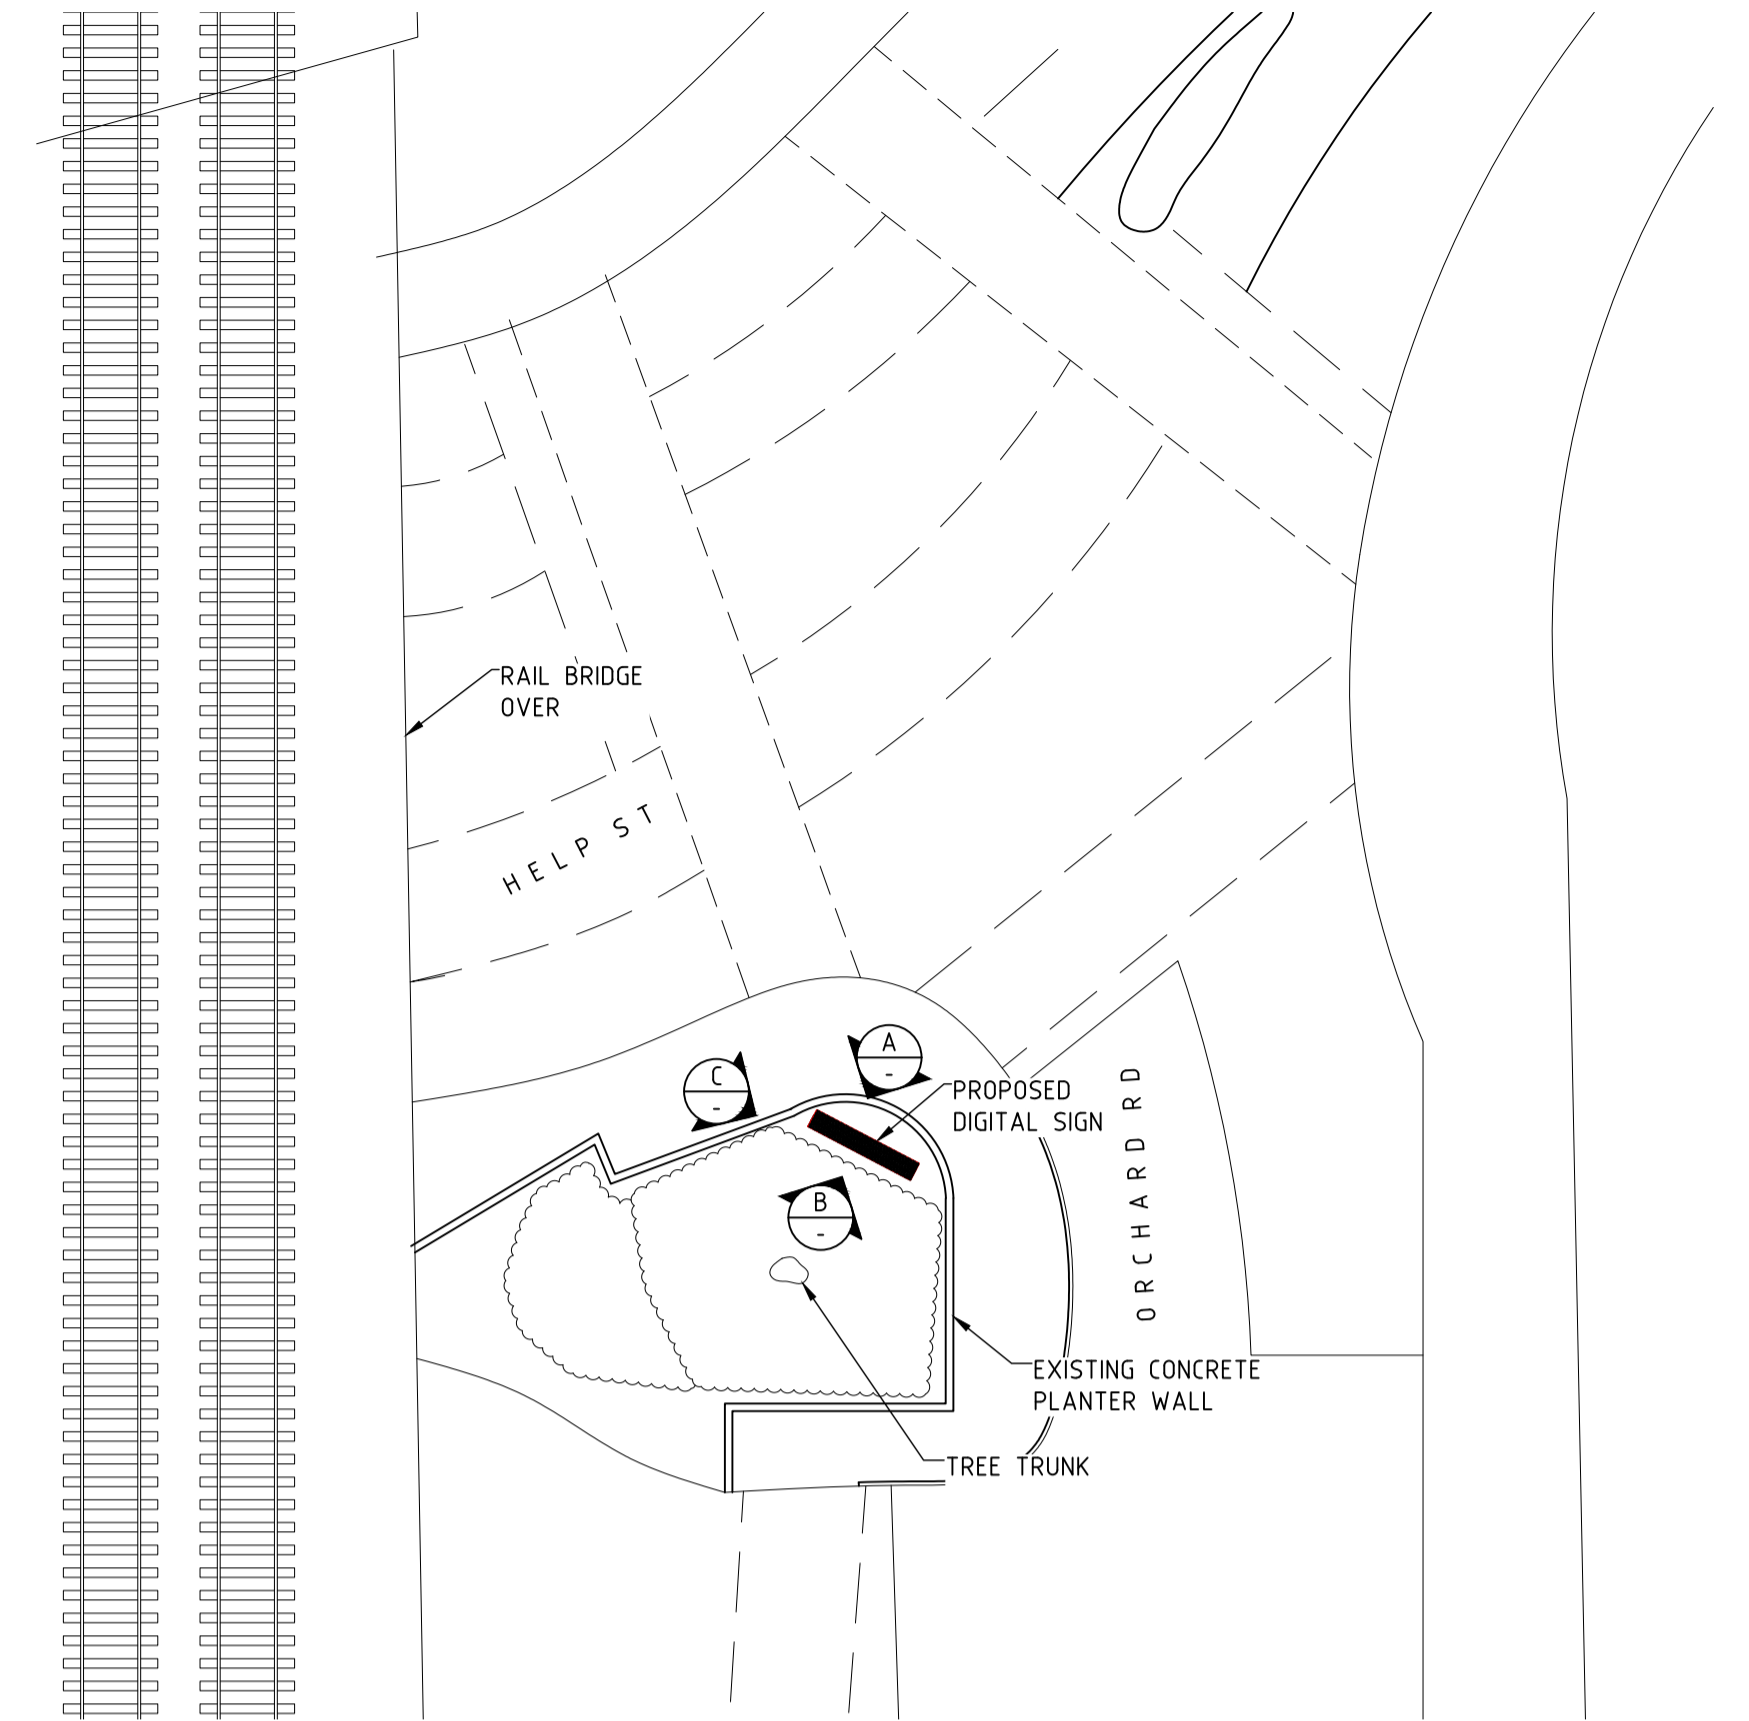 RAIL BRIDGE
OVER
HELP ST
A
-
C
-
PROPOSED
DIGITAL SIGN
B
-
ORCHARD RD
EXISTING CONCRETE
PLANTER WALL
TREE TRUNK